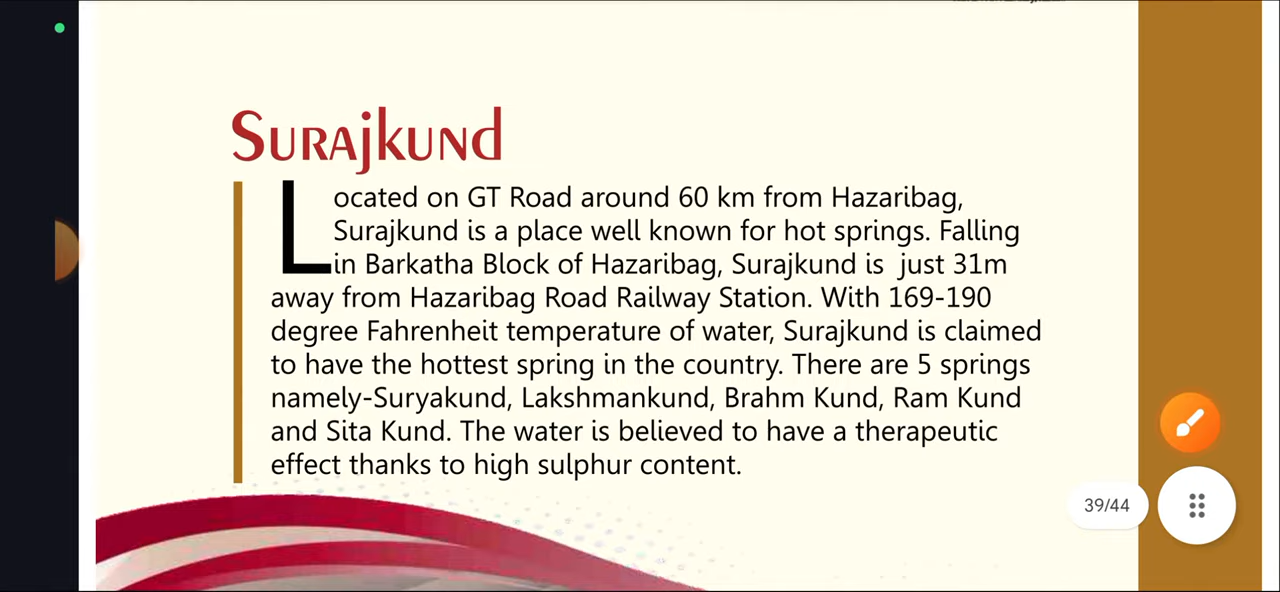 Surajkund
Located on GT Road around 60 km from Hazaribag,
Surajkund is a place well known for hot springs. Falling
in Barkatha Block of Hazaribag, Surajkund is just 31m
away from Hazaribag Road Railway Station. With 169-190
degree Fahrenheit temperature of water, Surajkund is claimed
to have the hottest spring in the country. There are 5 springs
namely-Suryakund, Lakshmankund, Brahm Kund, Ram Kund
and Sita Kund. The water is believed to have a therapeutic
effect thanks to high sulphur content.
39/44